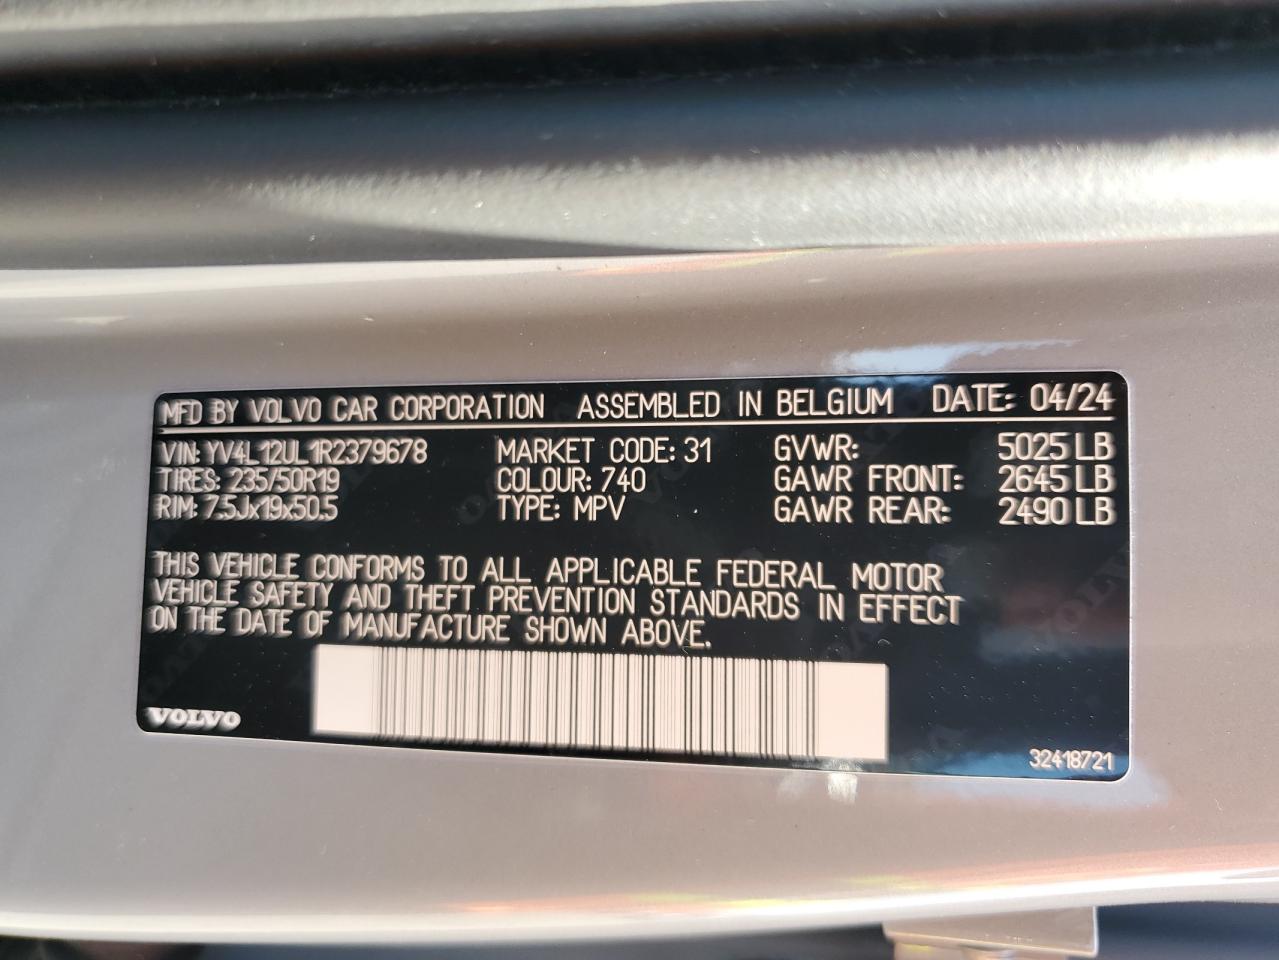 MFD BY VOLVO CAR CORPORATION ASSEMBLED IN BELGIUM DATE: 04/24
VIN: YV4L12UL1R2379678 MARKET CODE: 31 GVWR: 5025 LB
TIRES: 235/50R19 COLOUR: 740 GAWR FRONT: 2645 LB
RIM: 7.5Jx19x50.5 TYPE: MPV GAWR REAR: 2490 LB
THIS VEHICLE CONFORMS TO ALL APPLICABLE FEDERAL MOTOR
VEHICLE SAFETY AND THEFT PREVENTION STANDARDS IN EFFECT
ON THE DATE OF MANUFACTURE SHOWN ABOVE.
VOLVO
32418721